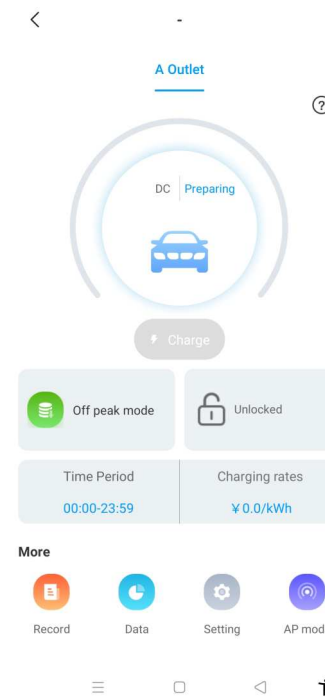 -
A Outlet
DC Preparing
Charge
Off peak mode
Unlocked
Time Period
Charging rates
00:00-23:59
¥0.0/kWh
More
Record
Data
Setting
AP mod